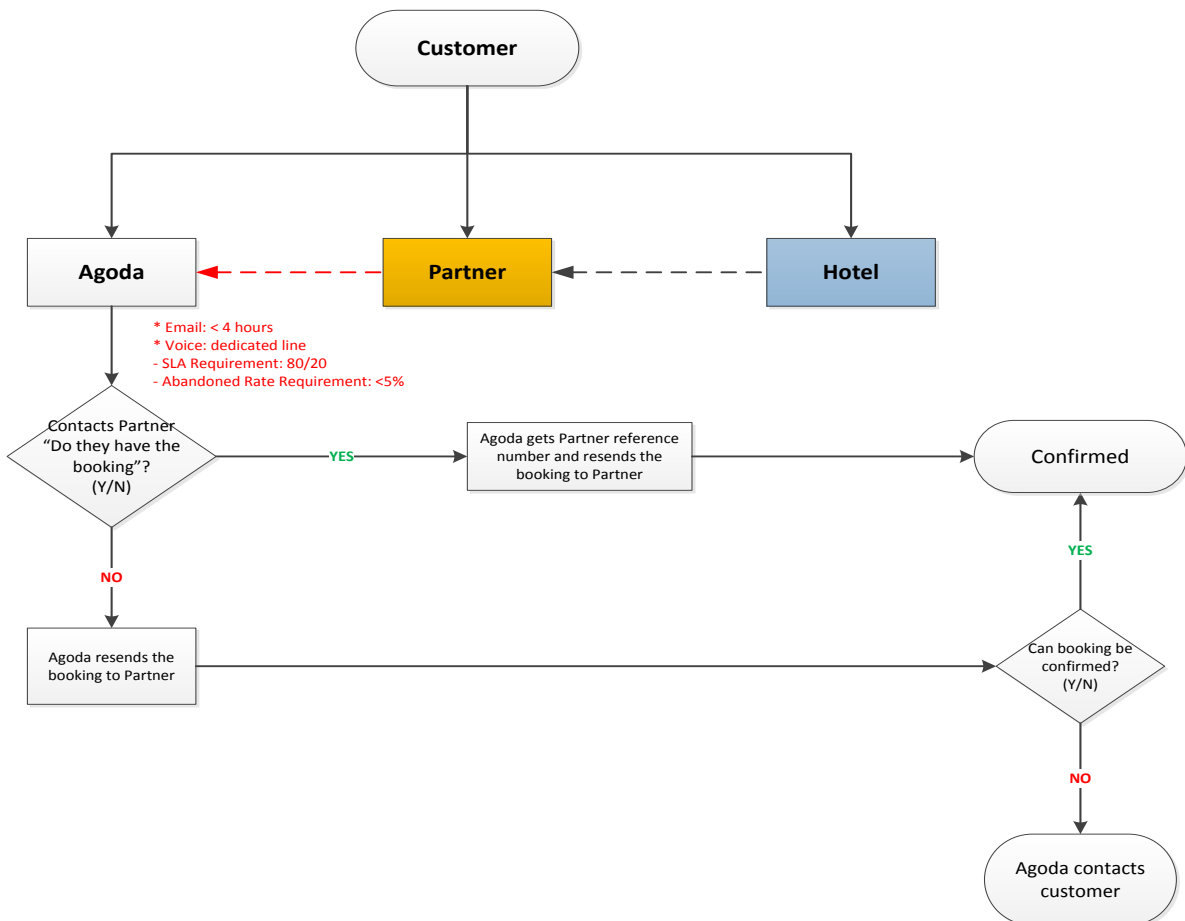 Customer
Agoda
Partner
Hotel
* Email: < 4 hours
* Voice: dedicated line
- SLA Requirement: 80/20
- Abandoned Rate Requirement: <5%
Contacts Partner
“Do they have the
booking”?
(Y/N)
YES
Agoda gets Partner reference
number and resends the
booking to Partner
Confirmed
YES
NO
Agoda resends the
booking to Partner
Can booking be
confirmed?
(Y/N)
NO
Agoda contacts
customer